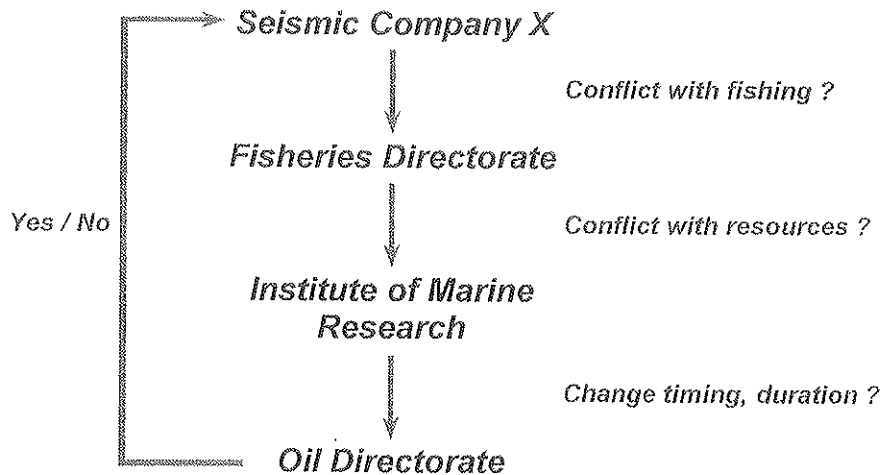 Seismic Company X
Conflict with fishing ?
Fisheries Directorate
Yes / No
Conflict with resources ?
Institute of Marine
Research
Change timing, duration ?
Oil Directorate